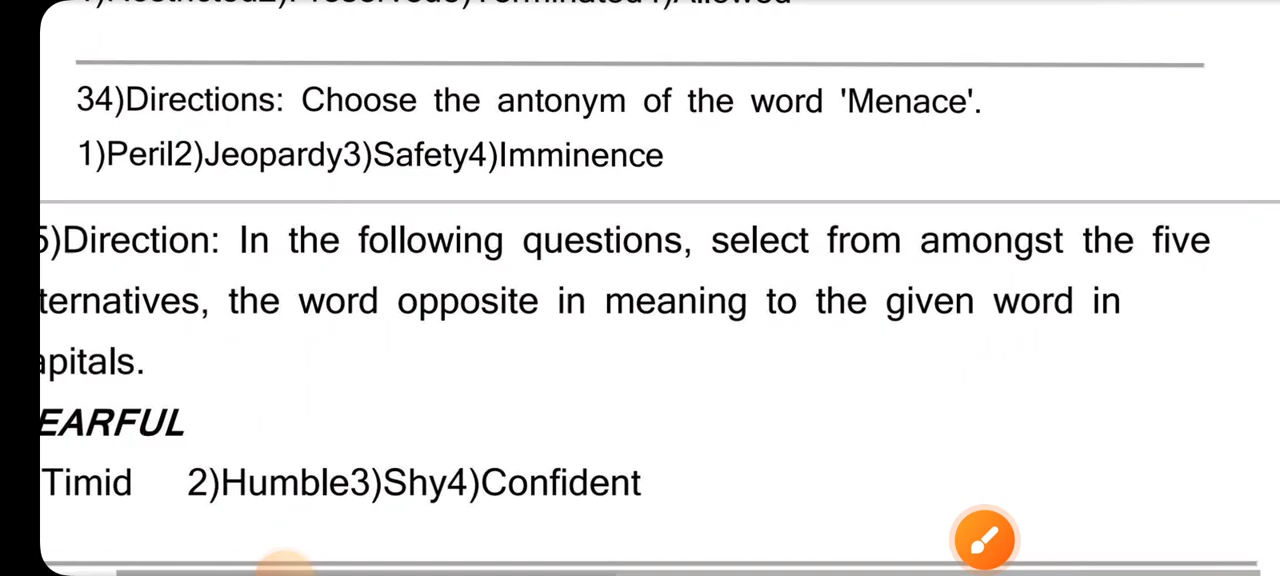 34)Directions: Choose the antonym of the word 'Menace'.
1)Peril2)Jeopardy3)Safety4)Imminence
5)Direction: In the following questions, select from amongst the five
ternatives, the word opposite in meaning to the given word in
apitals.
EARFUL
Timid 2)Humble3)Shy4)Confident